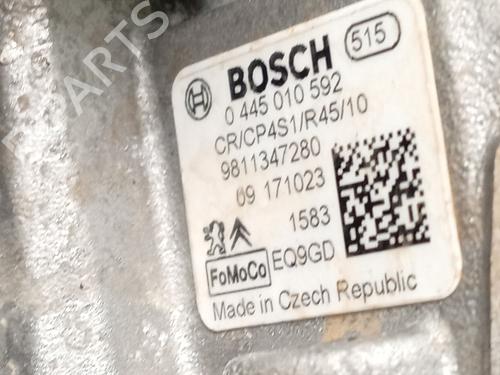 BOSCH 515
0 445 010 592
CR/CP4S1/R45/10
9811347280
09 171023
1583
FoMoCo EQ9GD
Made in Czech Republic
PARTS